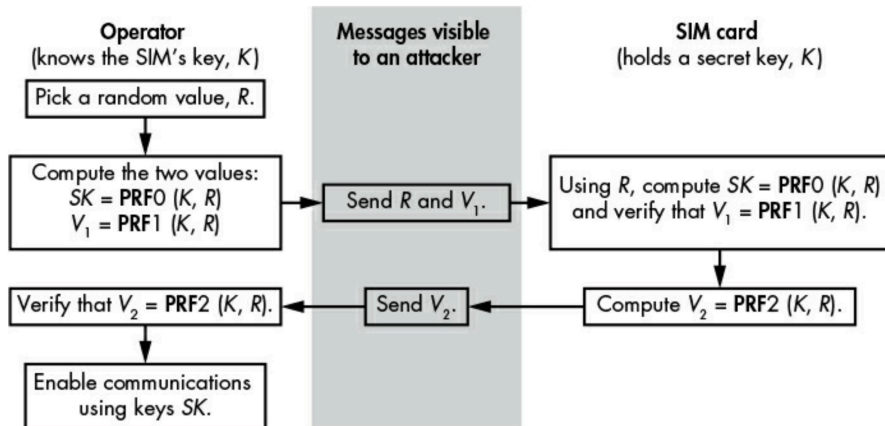 Operator
(knows the SIM's key, K)
Messages visible
to an attacker
SIM card
(holds a secret key, K)
Pick a random value, R.
Compute the two values:
SK = PRF0 (K, R)
V₁ = PRF1 (K, R)
Send R and V₁.
Using R, compute SK = PRF0 (K, R)
and verify that V₁ = PRF1 (K, R).
Verify that V₂ = PRF2 (K, R).
Send V₂.
Compute V₂ = PRF2 (K, R).
Enable communications
using keys SK.